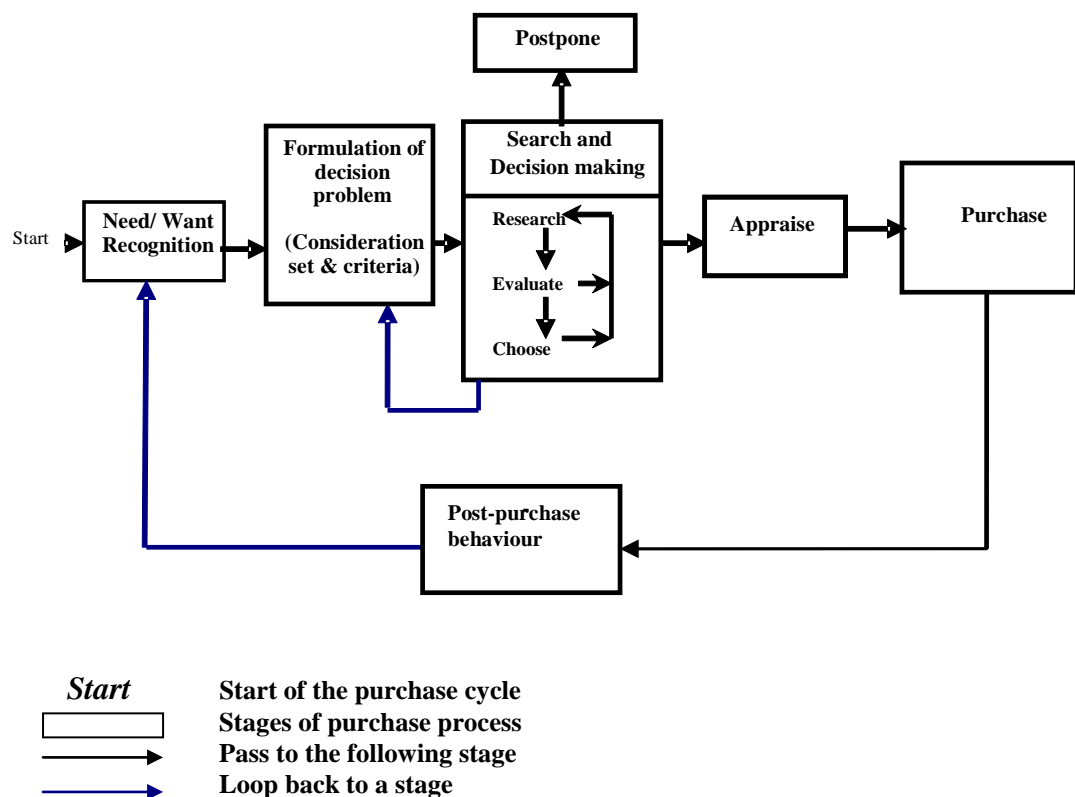 Postpone
Search and
Decision making
Formulation of
decision
problem
(Consideration
set & criteria)
Need/ Want
Recognition
Start
Research
Evaluate
Choose
Appraise
Purchase
Post-purchase
behaviour
Start
Start of the purchase cycle
Stages of purchase process
Pass to the following stage
Loop back to a stage